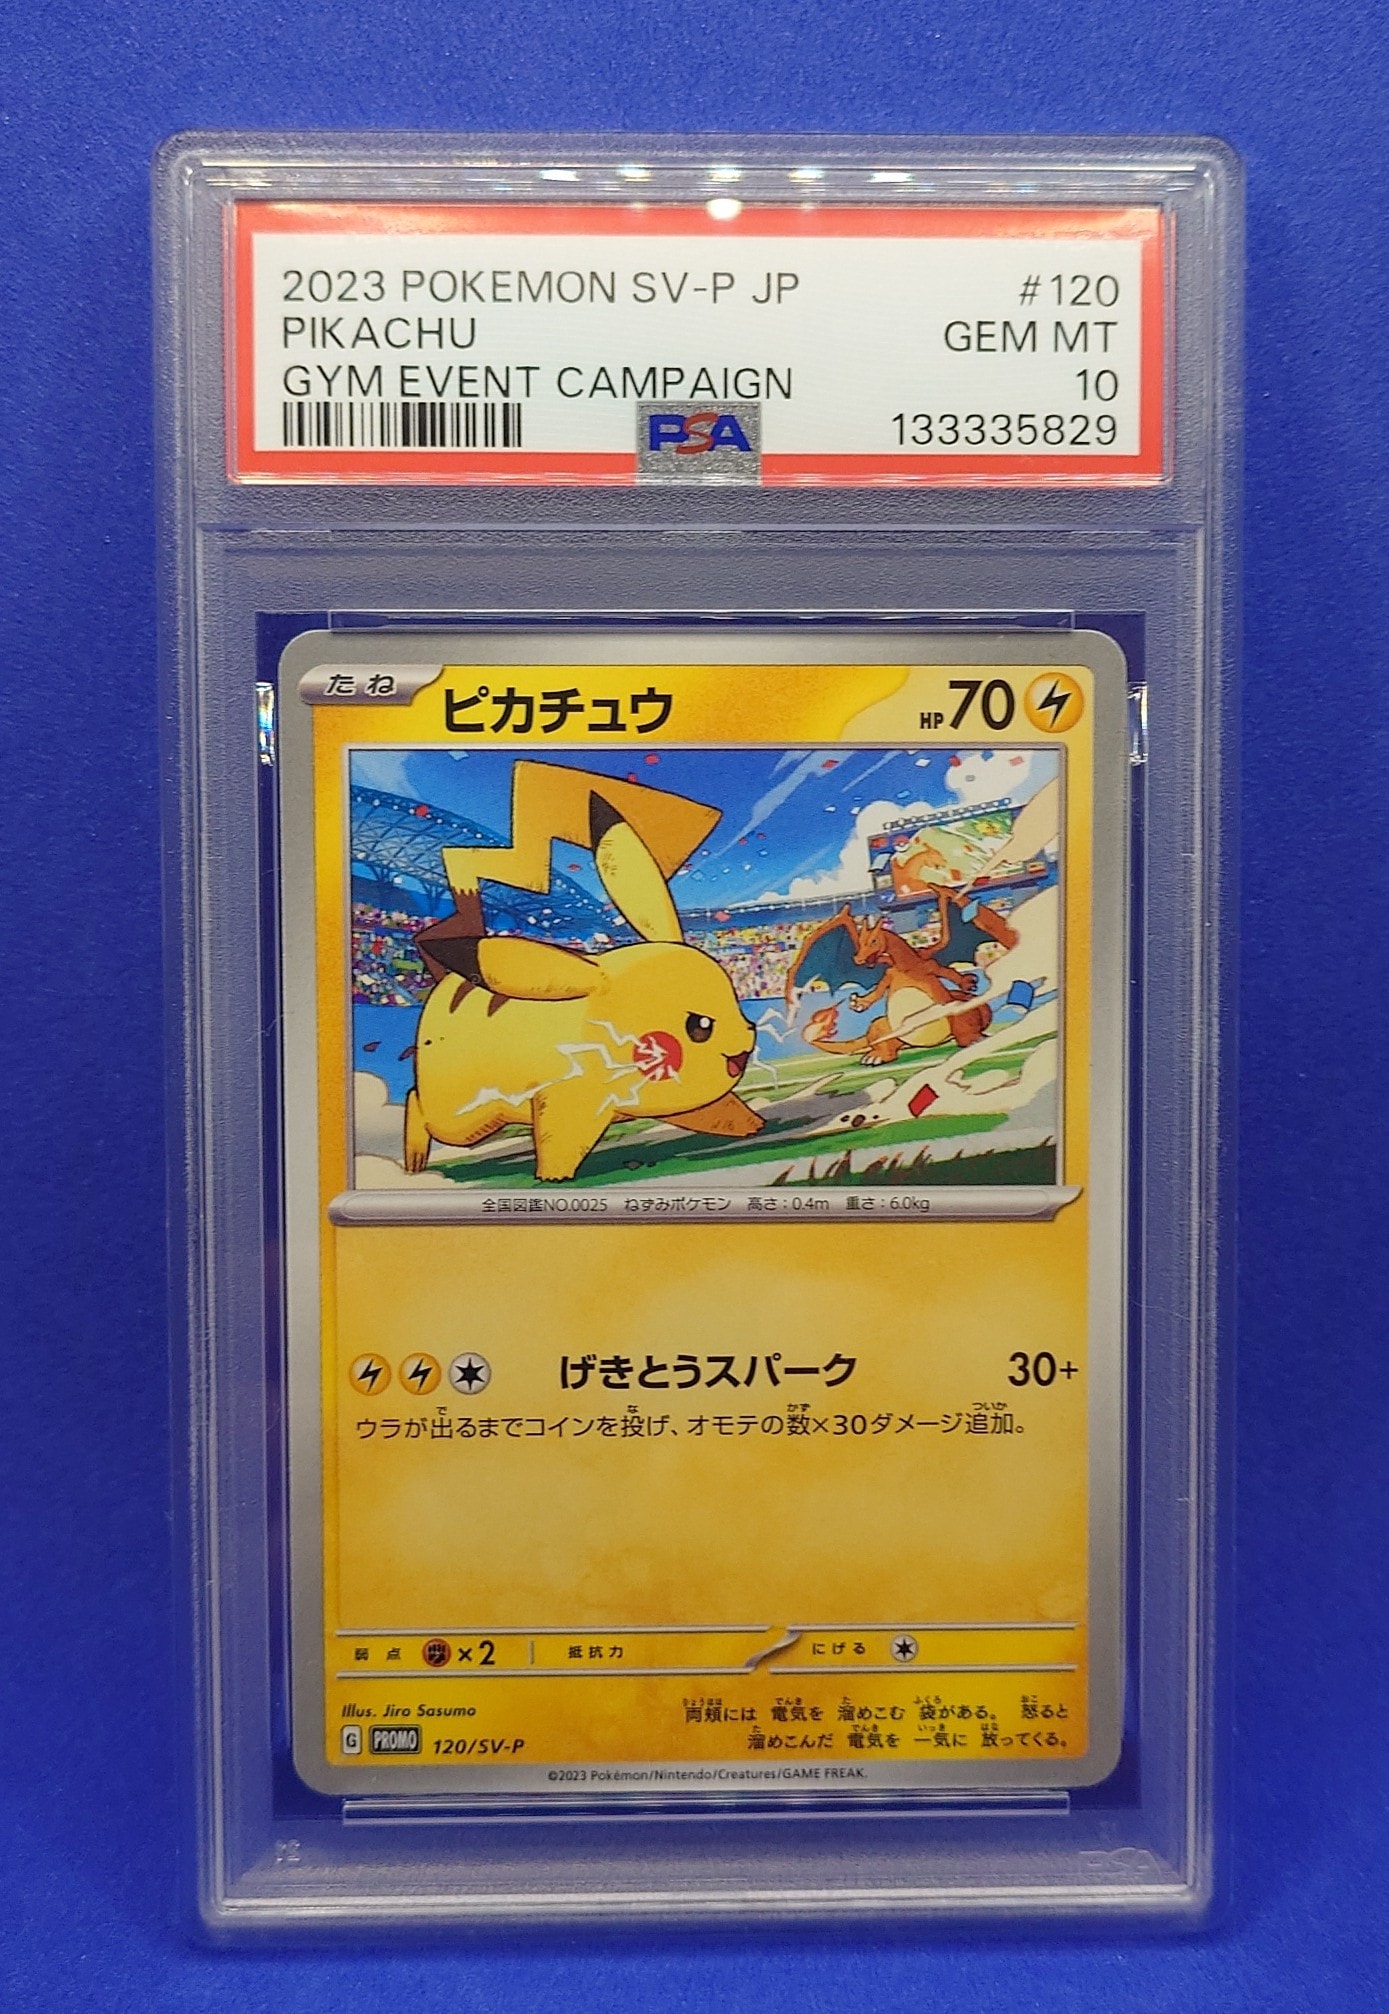 2023 POKEMON SV-P JP #120
PIKACHU GEM MT
GYM EVENT CAMPAIGN 10
PSA 133335829
たね ピカチュウ HP70
全国図鑑NO.0025 ねずみポケモン 高さ:0.4m 重さ:6.0kg
げきとうスパーク 30+
ウラが出るまでコインを投げ、オモテの数×30ダメージ追加。
弱点 ×2 抵抗力 にげる
Illus. Jiro Sasumo
両頬には 電気を 溜めこむ 袋がある。 怒ると
溜めこんだ 電気を 一気に 放ってくる。
G PROMO 120/SV-P
©2023 Pokémon/Nintendo/Creatures/GAME FREAK.